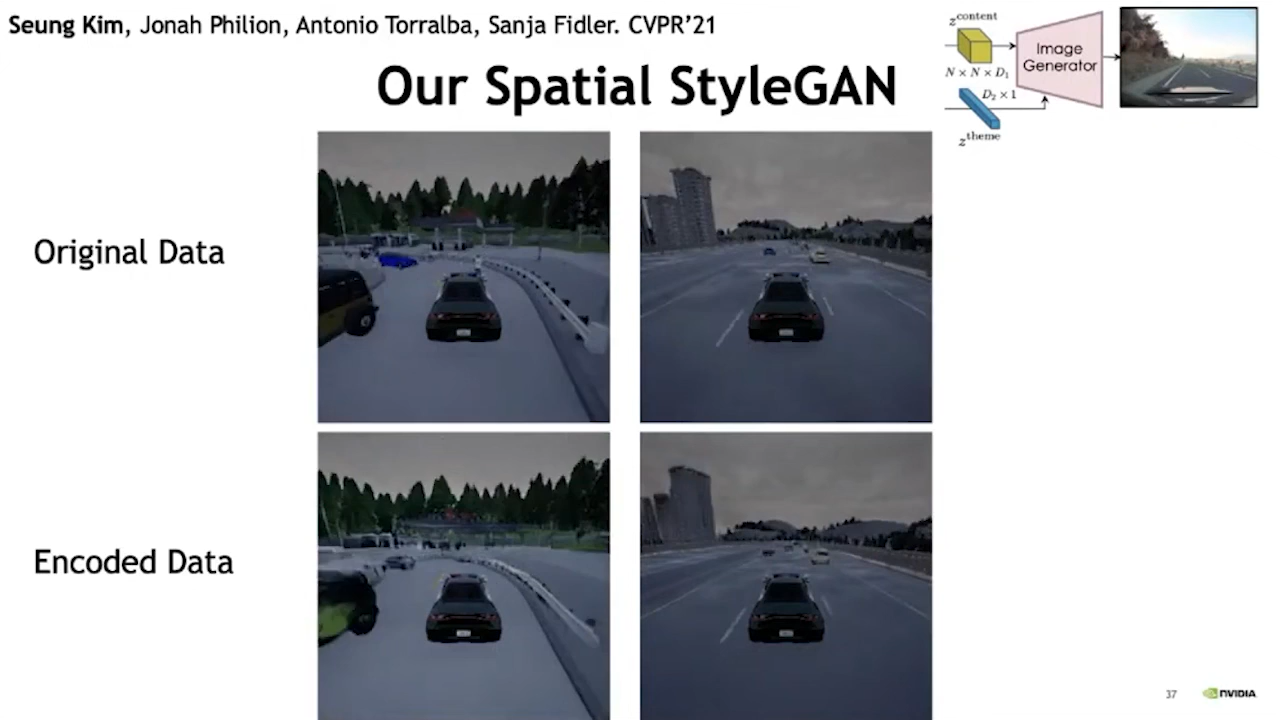 Seung Kim, Jonah Philion, Antonio Torralba, Sanja Fidler. CVPR'21
Our Spatial StyleGAN
z^content
N × N × D₁
D₂ × 1
z^theme
Image
Generator
Original Data
Encoded Data
37
NVIDIA